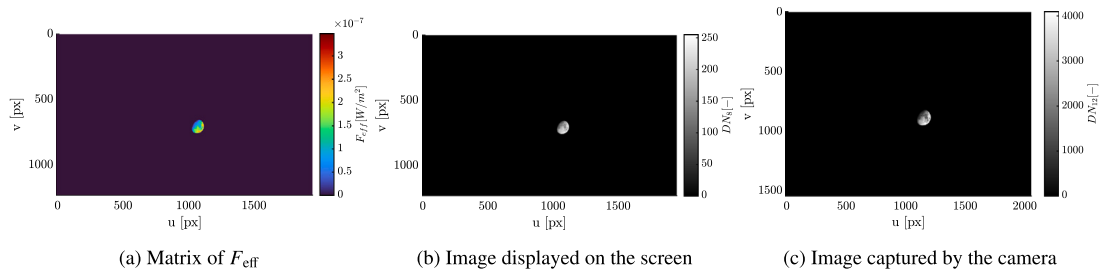 ×10⁻⁷
0
500
1000
v [px]
0 500 1000 1500
u [px]
3
2.5
2
1.5
1
0.5
0
F_eff[W/m²]
0
500
1000
v [px]
0 500 1000 1500
u [px]
250
200
150
100
50
0
DN₈[−]
0
500
1000
1500
v [px]
0 500 1000 1500 2000
u [px]
4000
3000
2000
1000
0
DN₁₂[−]
(a) Matrix of F_eff
(b) Image displayed on the screen
(c) Image captured by the camera